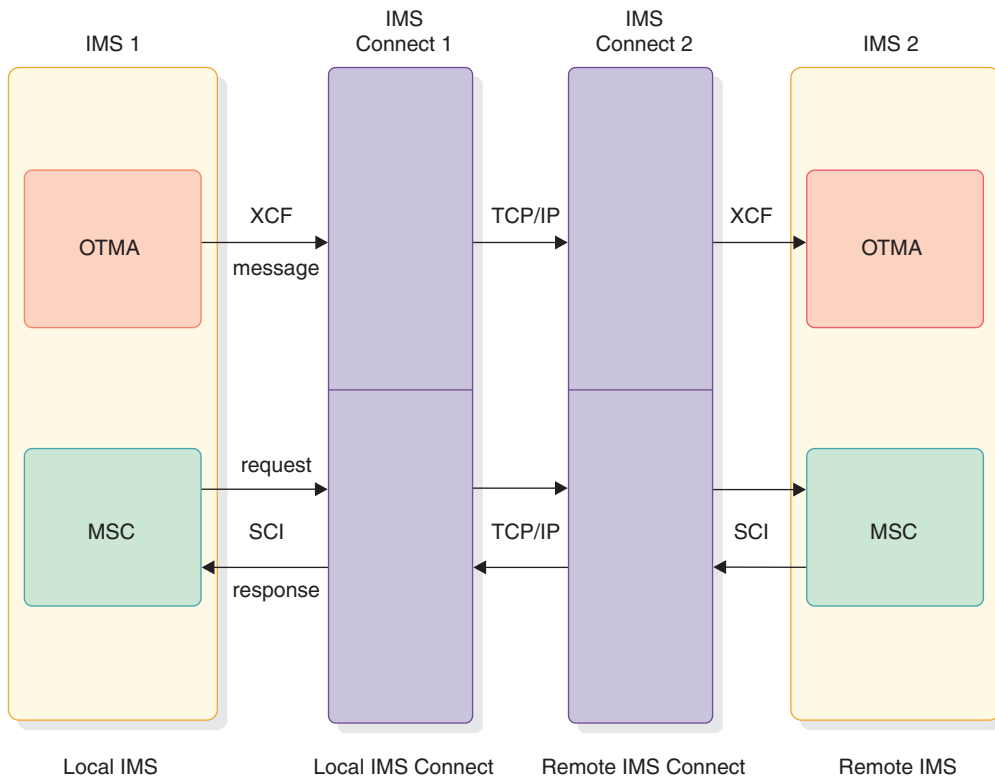 IMS 1
IMS
Connect 1
IMS
Connect 2
IMS 2
OTMA
XCF
message
TCP/IP
XCF
OTMA
MSC
request
SCI
response
TCP/IP
SCI
MSC
Local IMS
Local IMS Connect
Remote IMS Connect
Remote IMS